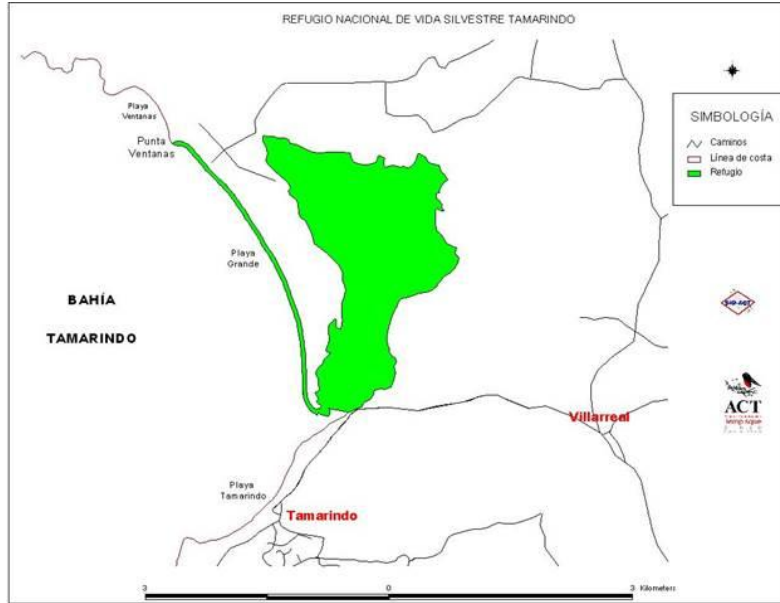 REFUGIO NACIONAL DE VIDA SILVESTRE TAMARINDO
Playa
Ventanas
Punta
Ventanas
SIMBOLOGÍA
Caminos
Línea de costa
Refugio
Playa
Grande
BAHÍA
TAMARINDO
ACT
Villarreal
Playa
Tamarindo
Tamarindo
3 0 3 Kilometers